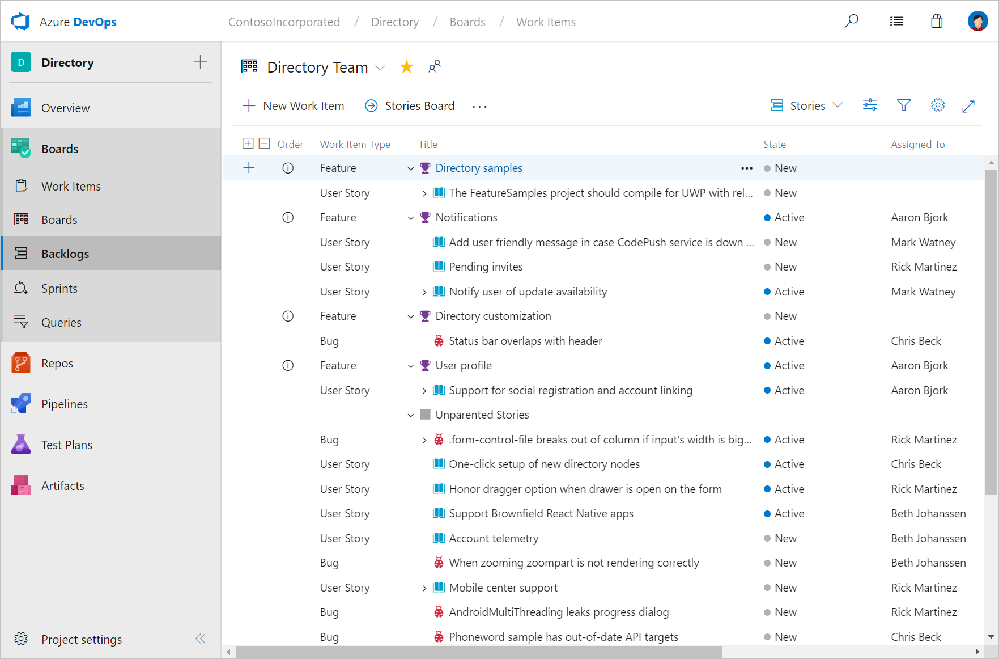 Azure DevOps
ContosoIncorporated / Directory / Boards / Work Items
D Directory
Overview
Boards
Work Items
Boards
Backlogs
Sprints
Queries
Repos
Pipelines
Test Plans
Artifacts
Project settings
Directory Team
New Work Item Stories Board ... Stories
Order Work Item Type Title State Assigned To
Feature Directory samples ... New
User Story The FeatureSamples project should compile for UWP with rel... New
Feature Notifications Active Aaron Bjork
User Story Add user friendly message in case CodePush service is down ... New Mark Watney
User Story Pending invites New Rick Martinez
User Story Notify user of update availability Active Mark Watney
Feature Directory customization New
Bug Status bar overlaps with header Active Chris Beck
Feature User profile Active Aaron Bjork
User Story Support for social registration and account linking Active Aaron Bjork
Unparented Stories
Bug .form-control-file breaks out of column if input's width is big... Active Rick Martinez
User Story One-click setup of new directory nodes Active Chris Beck
User Story Honor dragger option when drawer is open on the form Active Rick Martinez
User Story Support Brownfield React Native apps Active Beth Johanssen
User Story Account telemetry New Beth Johanssen
Bug When zooming zoompart is not rendering correctly New Beth Johanssen
User Story Mobile center support New Rick Martinez
Bug AndroidMultiThreading leaks progress dialog New Rick Martinez
Bug Phoneword sample has out-of-date API targets New Chris Beck